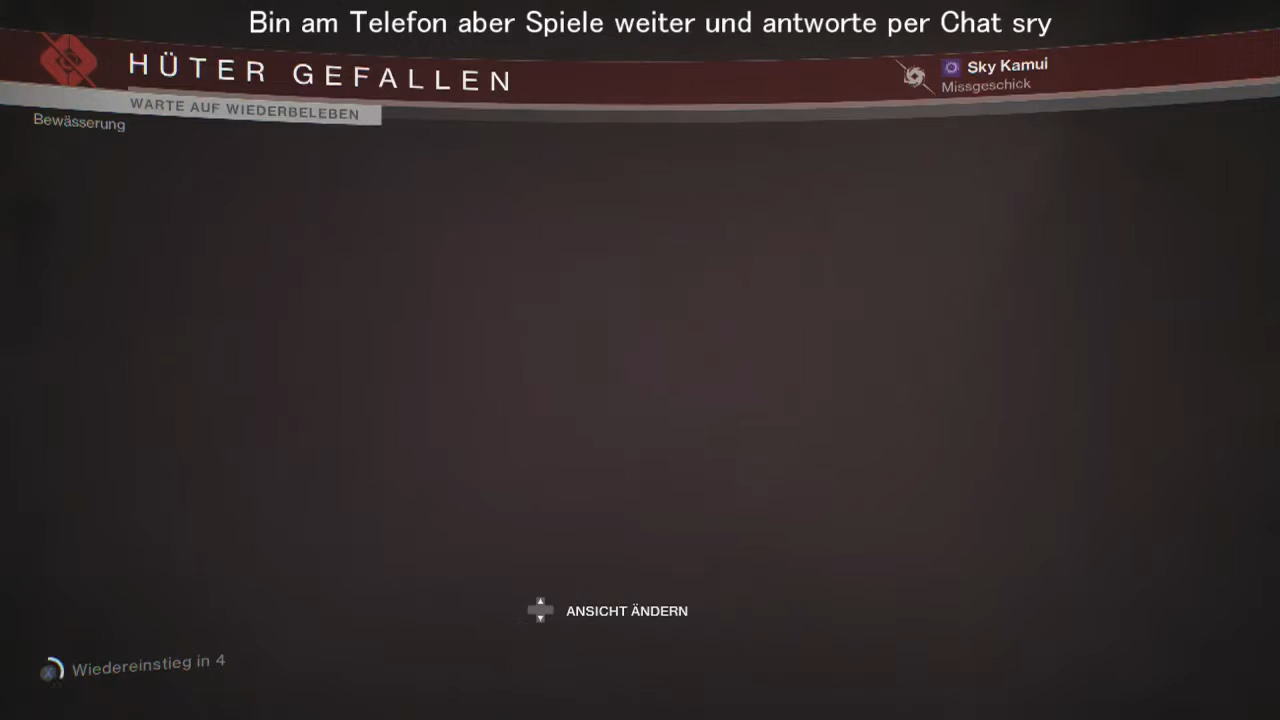 Bin am Telefon aber Spiele weiter und antworte per Chat sry
HÜTER GEFALLEN
Sky Kamui
Missgeschick
WARTE AUF WIEDERBELEBEN
Bewässerung
ANSICHT ÄNDERN
Wiedereinstieg in 4